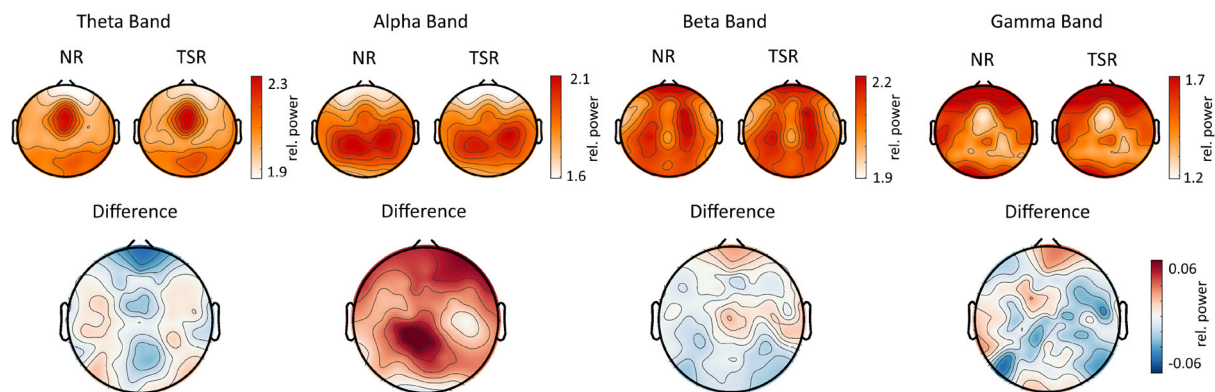 Theta Band
Alpha Band
Beta Band
Gamma Band
NR TSR
NR TSR
NR TSR
NR TSR
2.3
rel. power
1.9
2.1
rel. power
1.6
2.2
rel. power
1.9
1.7
rel. power
1.2
Difference
Difference
Difference
Difference
0.06
rel. power
-0.06